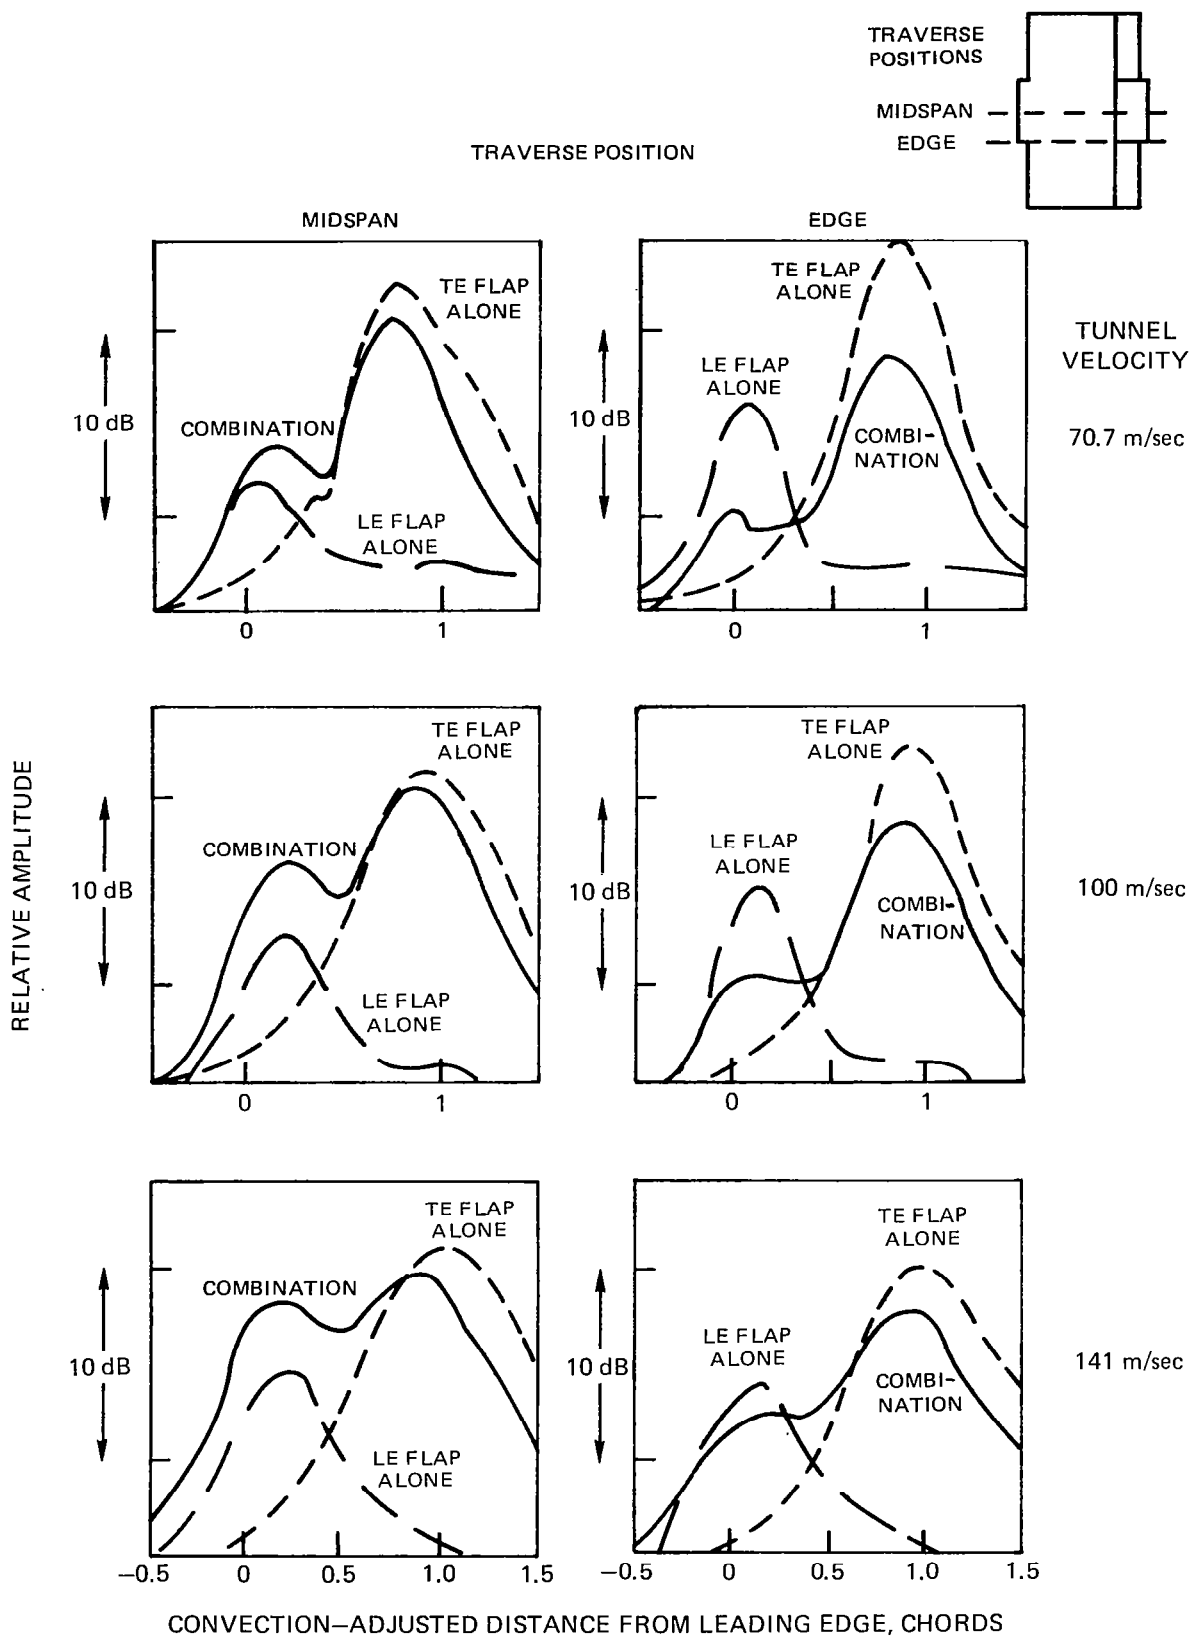 TRAVERSE
POSITIONS
MIDSPAN
EDGE
TRAVERSE POSITION
MIDSPAN
EDGE
TE FLAP
ALONE
COMBINATION
LE FLAP
ALONE
10 dB
0
1
TE FLAP
ALONE
LE FLAP
ALONE
COMBI-
NATION
10 dB
0
1
TUNNEL
VELOCITY
70.7 m/sec
RELATIVE AMPLITUDE
TE FLAP
ALONE
COMBINATION
10 dB
LE FLAP
ALONE
0
1
TE FLAP
ALONE
LE FLAP
ALONE
10 dB
COMBI-
NATION
0
1
100 m/sec
TE FLAP
ALONE
COMBINATION
10 dB
LE FLAP
ALONE
-0.5 0 0.5 1.0 1.5
TE FLAP
ALONE
LE FLAP
ALONE
10 dB
COMBI-
NATION
-0.5 0 0.5 1.0 1.5
141 m/sec
CONVECTION–ADJUSTED DISTANCE FROM LEADING EDGE, CHORDS